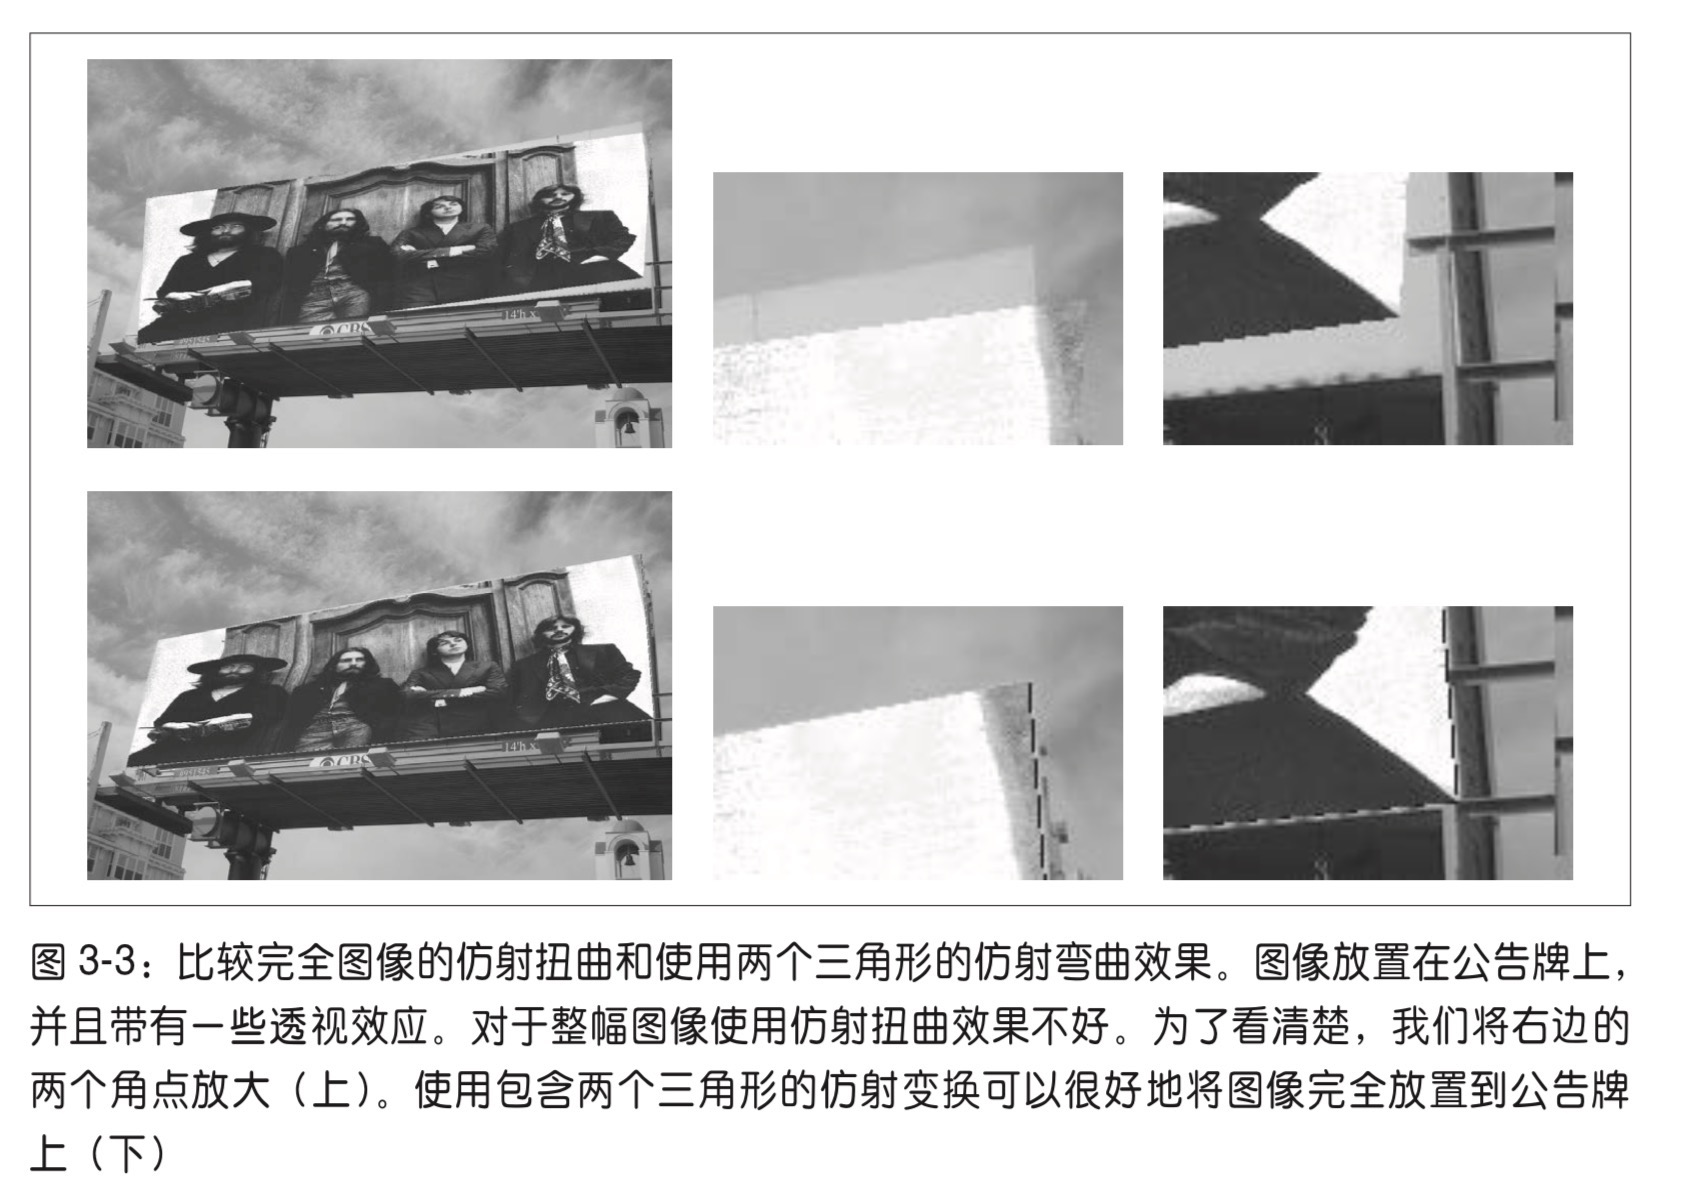 CBS
14'h x
CBS
14'h x
图 3-3：比较完全图像的仿射扭曲和使用两个三角形的仿射弯曲效果。图像放置在公告牌上，
并且带有一些透视效应。对于整幅图像使用仿射扭曲效果不好。为了看清楚，我们将右边的
两个角点放大（上）。使用包含两个三角形的仿射变换可以很好地将图像完全放置到公告牌
上（下）